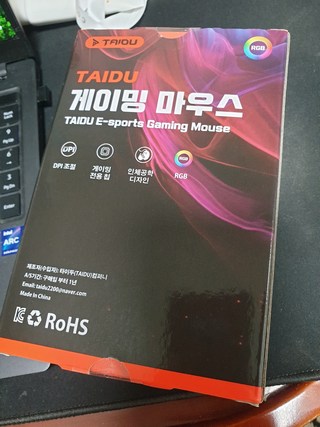 TAIDU
RGB
TAIDU
게이밍 마우스
TAIDU E-sports Gaming Mouse
DPI
RGB
DPI 조절
게이밍
전용 칩
인체공학
디자인
RGB
제조자(수입자): 타이두(TAIDU)컴퍼니
A/S기간: 구매일 부터 1년
Email: taidu2200@naver.com
Made In China
RoHS
intel
ARC